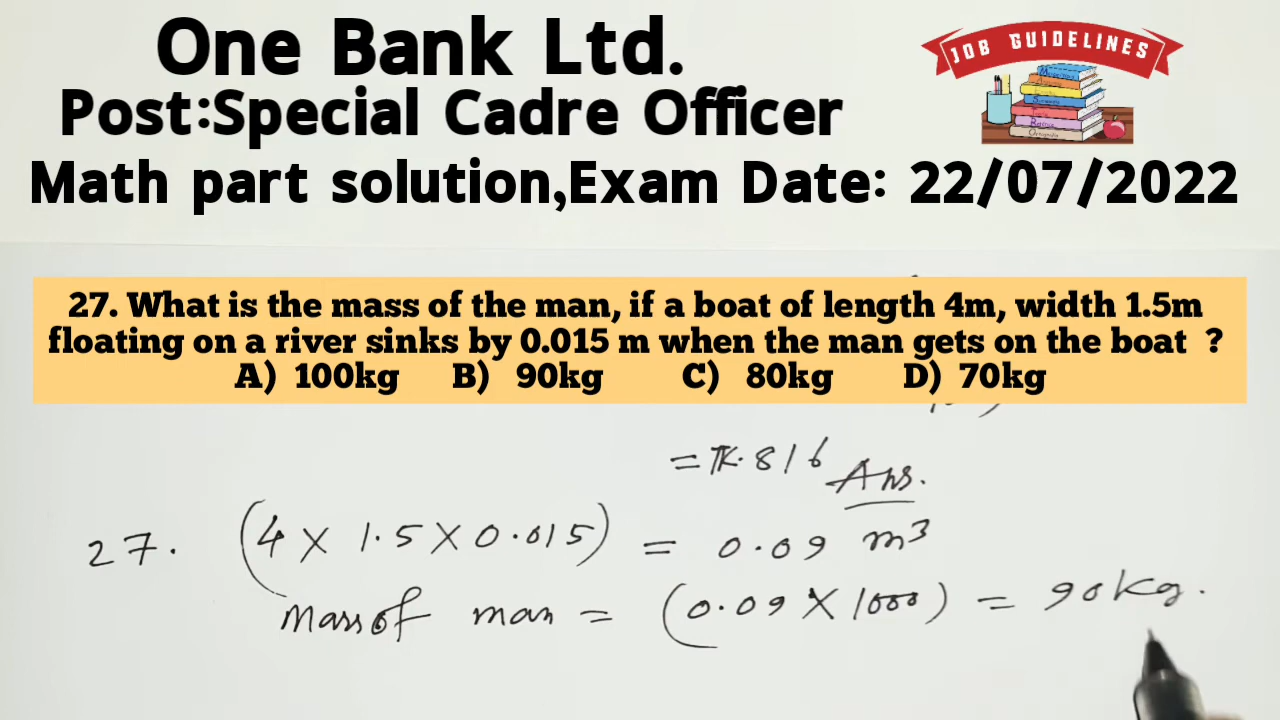 One Bank Ltd.
Post:Special Cadre Officer
Math part solution,Exam Date: 22/07/2022
JOB GUIDELINES
27. What is the mass of the man, if a boat of length 4m, width 1.5m
floating on a river sinks by 0.015 m when the man gets on the boat ?
A) 100kg B) 90kg C) 80kg D) 70kg
= TK. 816 Ans.
27. (4 X 1.5 X 0.015) = 0.09 m³
Mass of man = (0.09 X 1000) = 90kg.